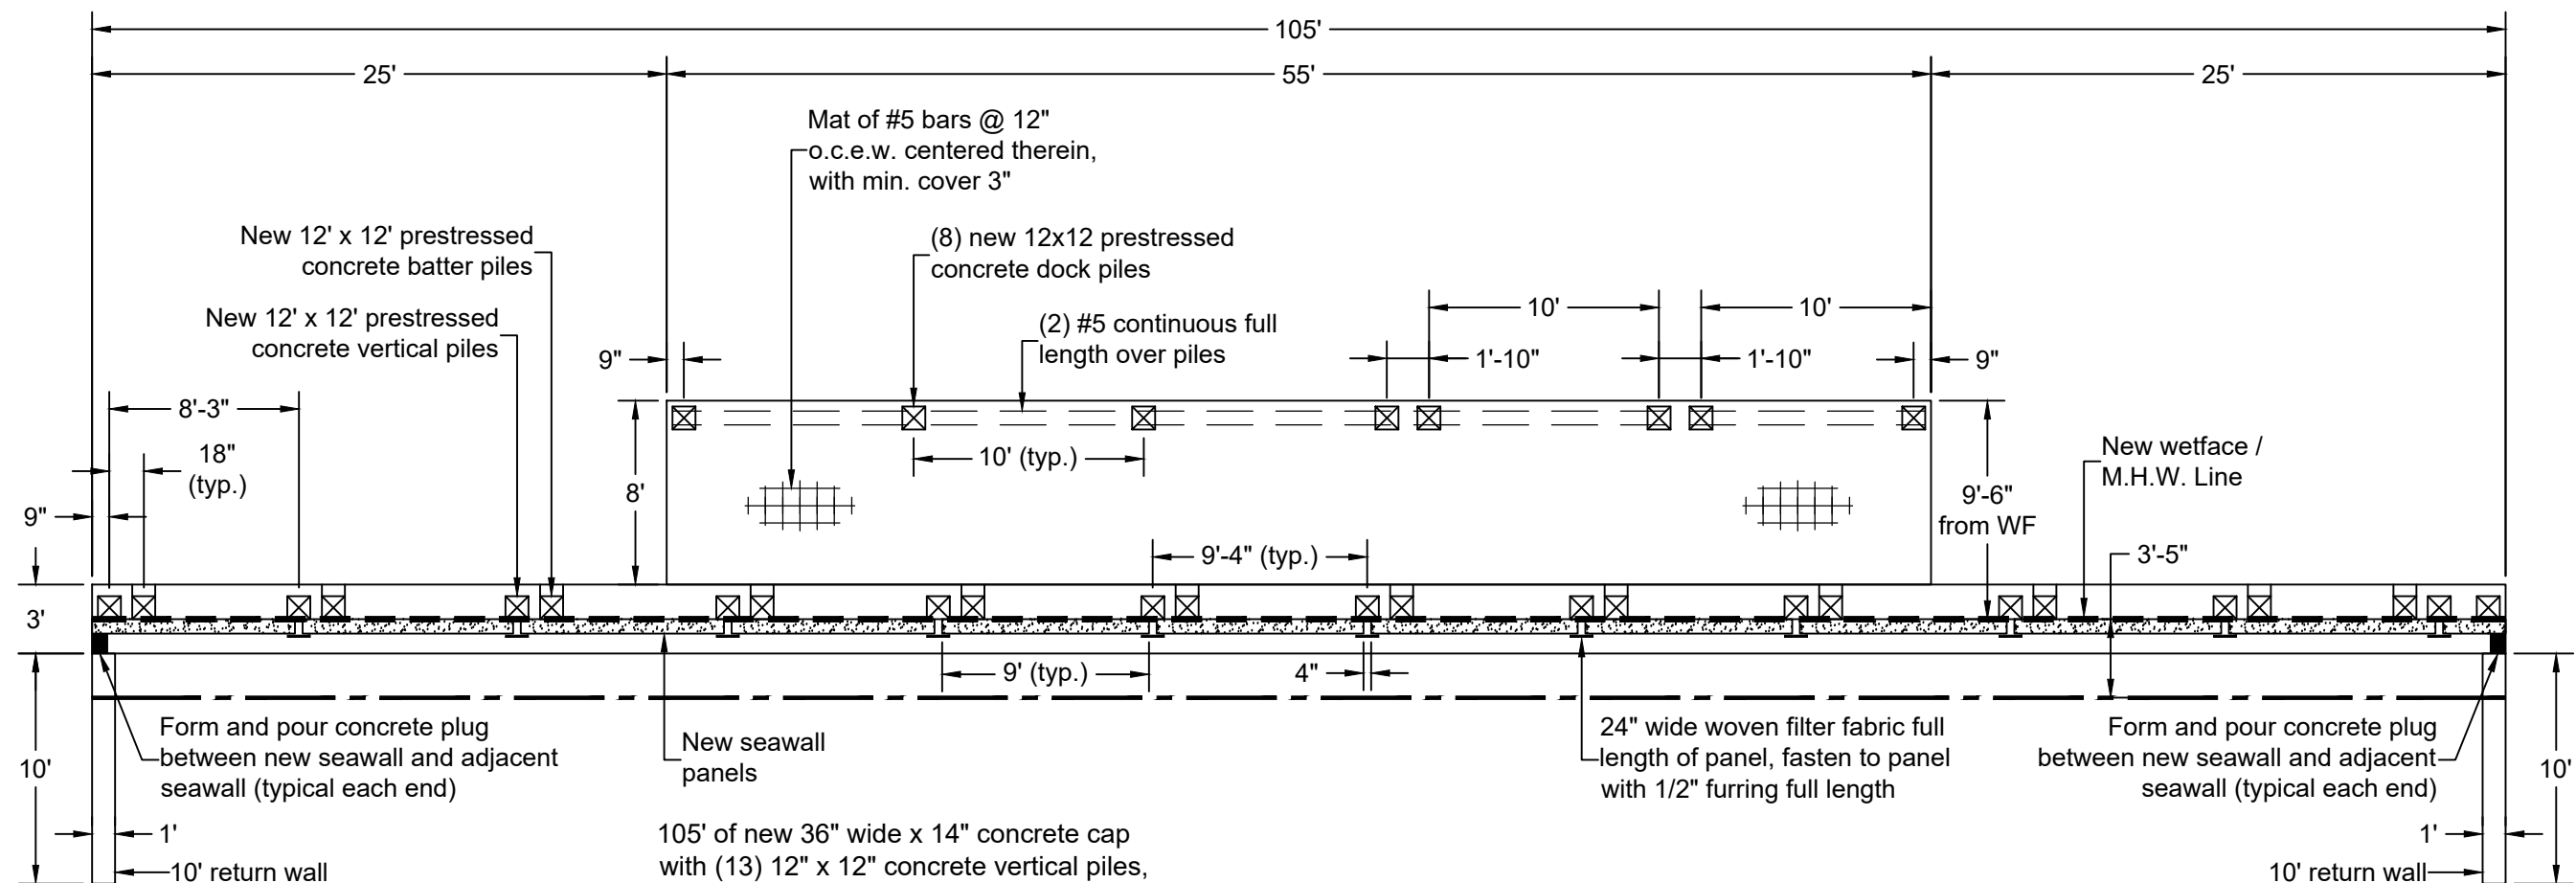 105'
25'
55'
25'
Mat of #5 bars @ 12"
o.c.e.w. centered therein,
with min. cover 3"
New 12' x 12' prestressed
concrete batter piles
(8) new 12x12 prestressed
concrete dock piles
New 12' x 12' prestressed
concrete vertical piles
(2) #5 continuous full
length over piles
10'
10'
9"
1'-10"
1'-10"
9"
8'-3"
18"
(typ.)
10' (typ.)
New wetface /
M.H.W. Line
8'
9'-6"
from WF
9"
9'-4" (typ.)
3'-5"
3'
9' (typ.)
4"
Form and pour concrete plug
between new seawall and adjacent
seawall (typical each end)
New seawall
panels
24" wide woven filter fabric full
length of panel, fasten to panel
with 1/2" furring full length
Form and pour concrete plug
between new seawall and adjacent
seawall (typical each end)
10'
10'
1'
1'
105' of new 36" wide x 14" concrete cap
with (13) 12" x 12" concrete vertical piles,
10' return wall
10' return wall